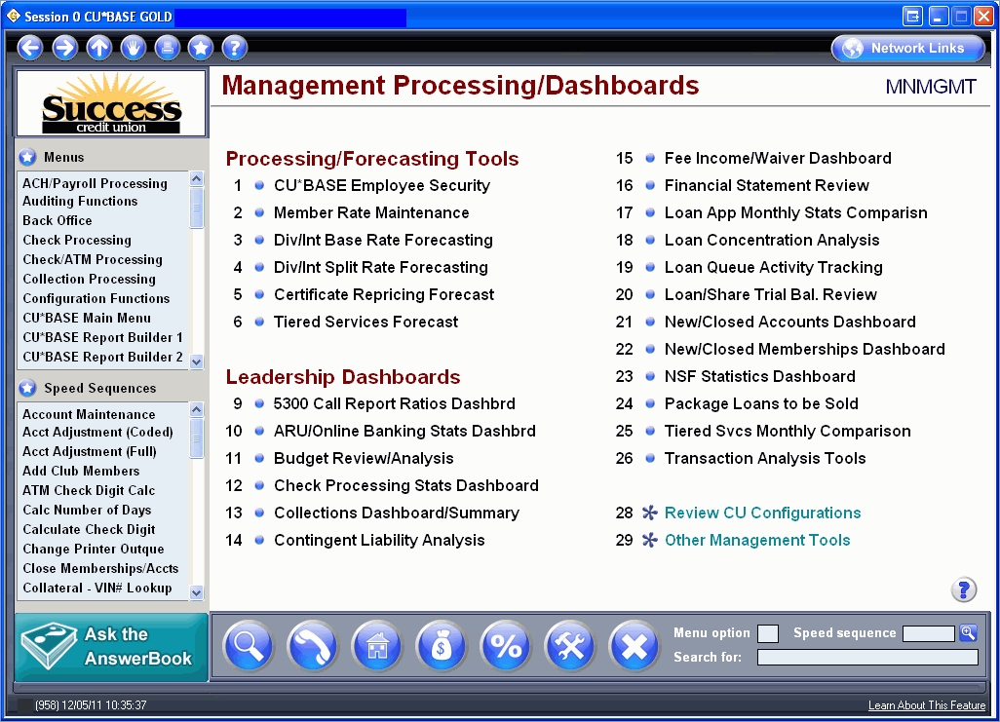 Session 0 CU*BASE GOLD
Network Links
Success
credit union
Management Processing/Dashboards
MNMGMT
Menus
ACH/Payroll Processing
Auditing Functions
Back Office
Check Processing
Check/ATM Processing
Collection Processing
Configuration Functions
CU*BASE Main Menu
CU*BASE Report Builder 1
CU*BASE Report Builder 2
Speed Sequences
Account Maintenance
Acct Adjustment (Coded)
Acct Adjustment (Full)
Add Club Members
ATM Check Digit Calc
Calc Number of Days
Calculate Check Digit
Change Printer Outque
Close Memberships/Accts
Collateral - VIN# Lookup
Ask the
AnswerBook
Processing/Forecasting Tools
1 CU*BASE Employee Security
2 Member Rate Maintenance
3 Div/Int Base Rate Forecasting
4 Div/Int Split Rate Forecasting
5 Certificate Repricing Forecast
6 Tiered Services Forecast
Leadership Dashboards
9 5300 Call Report Ratios Dashbrd
10 ARU/Online Banking Stats Dashbrd
11 Budget Review/Analysis
12 Check Processing Stats Dashboard
13 Collections Dashboard/Summary
14 Contingent Liability Analysis
15 Fee Income/Waiver Dashboard
16 Financial Statement Review
17 Loan App Monthly Stats Comparisn
18 Loan Concentration Analysis
19 Loan Queue Activity Tracking
20 Loan/Share Trial Bal. Review
21 New/Closed Accounts Dashboard
22 New/Closed Memberships Dashboard
23 NSF Statistics Dashboard
24 Package Loans to be Sold
25 Tiered Svcs Monthly Comparison
26 Transaction Analysis Tools
28 Review CU Configurations
29 Other Management Tools
Menu option
Speed sequence
Search for:
(958) 12/05/11 10:35:37
Learn About This Feature